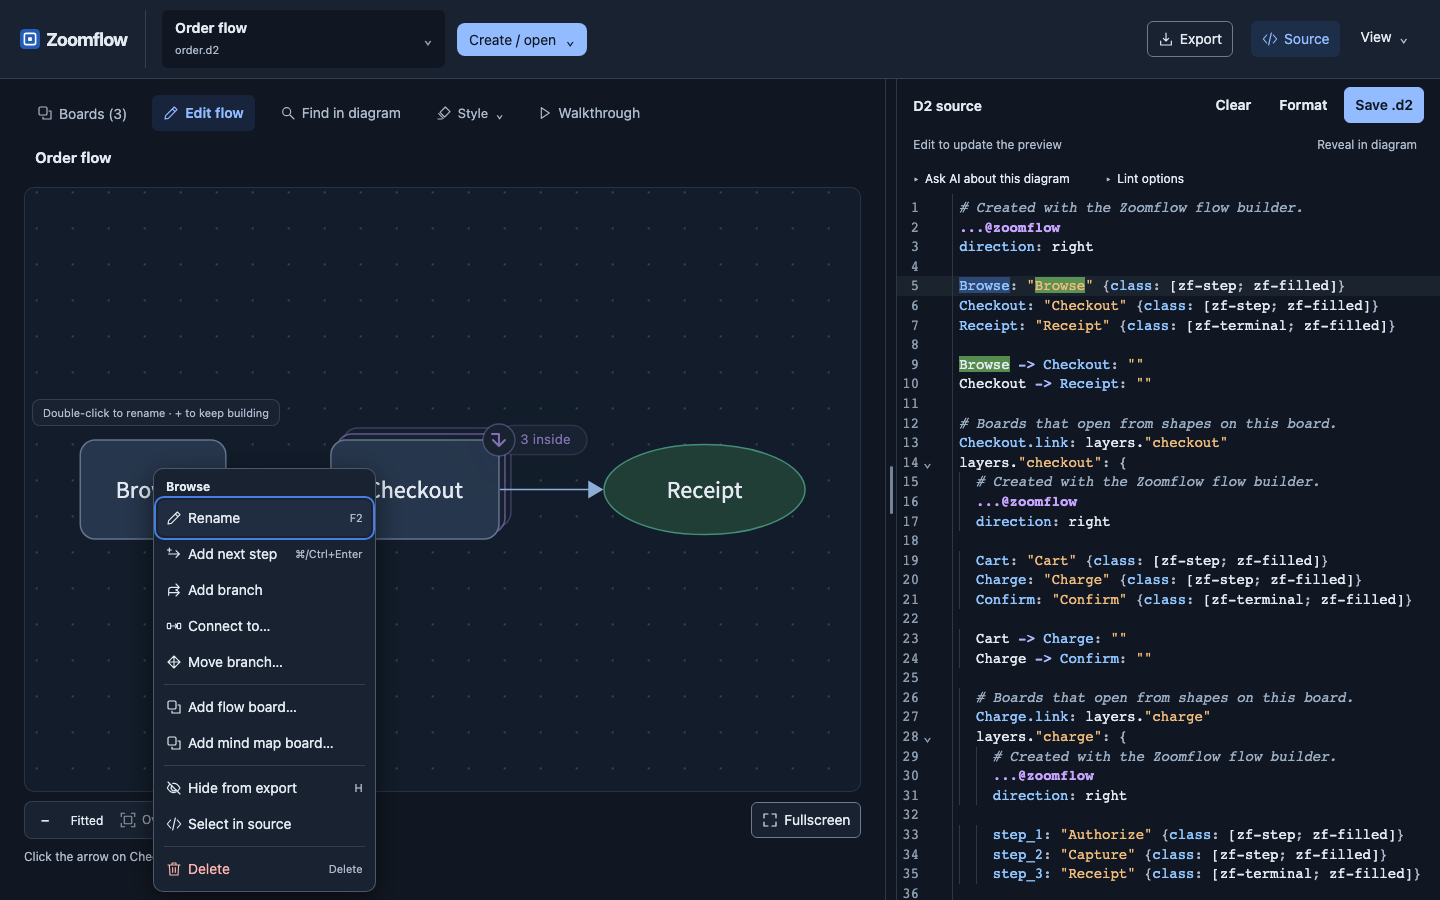 Zoomflow
Order flow
order.d2
Create / open
Export
Source
View
Boards (3)
Edit flow
Find in diagram
Style
Walkthrough
Order flow
Double-click to rename · + to keep building
3 inside
Checkout
Receipt
Browse
Rename F2
Add next step ⌘/Ctrl+Enter
Add branch
Connect to...
Move branch...
Add flow board...
Add mind map board...
Hide from export H
Select in source
Delete Delete
− Fitted
Fullscreen
Click the arrow on
D2 source
Clear
Format
Save .d2
Edit to update the preview
Reveal in diagram
Ask AI about this diagram
Lint options
1 # Created with the Zoomflow flow builder.
2 ...@zoomflow
3 direction: right
4
5 Browse: "Browse" {class: [zf-step; zf-filled]}
6 Checkout: "Checkout" {class: [zf-step; zf-filled]}
7 Receipt: "Receipt" {class: [zf-terminal; zf-filled]}
8
9 Browse -> Checkout: ""
10 Checkout -> Receipt: ""
11
12 # Boards that open from shapes on this board.
13 Checkout.link: layers."checkout"
14 layers."checkout": {
15 # Created with the Zoomflow flow builder.
16 ...@zoomflow
17 direction: right
18
19 Cart: "Cart" {class: [zf-step; zf-filled]}
20 Charge: "Charge" {class: [zf-step; zf-filled]}
21 Confirm: "Confirm" {class: [zf-terminal; zf-filled]}
22
23 Cart -> Charge: ""
24 Charge -> Confirm: ""
25
26 # Boards that open from shapes on this board.
27 Charge.link: layers."charge"
28 layers."charge": {
29 # Created with the Zoomflow flow builder.
30 ...@zoomflow
31 direction: right
32
33 step_1: "Authorize" {class: [zf-step; zf-filled]}
34 step_2: "Capture" {class: [zf-step; zf-filled]}
35 step_3: "Receipt" {class: [zf-terminal; zf-filled]}
36